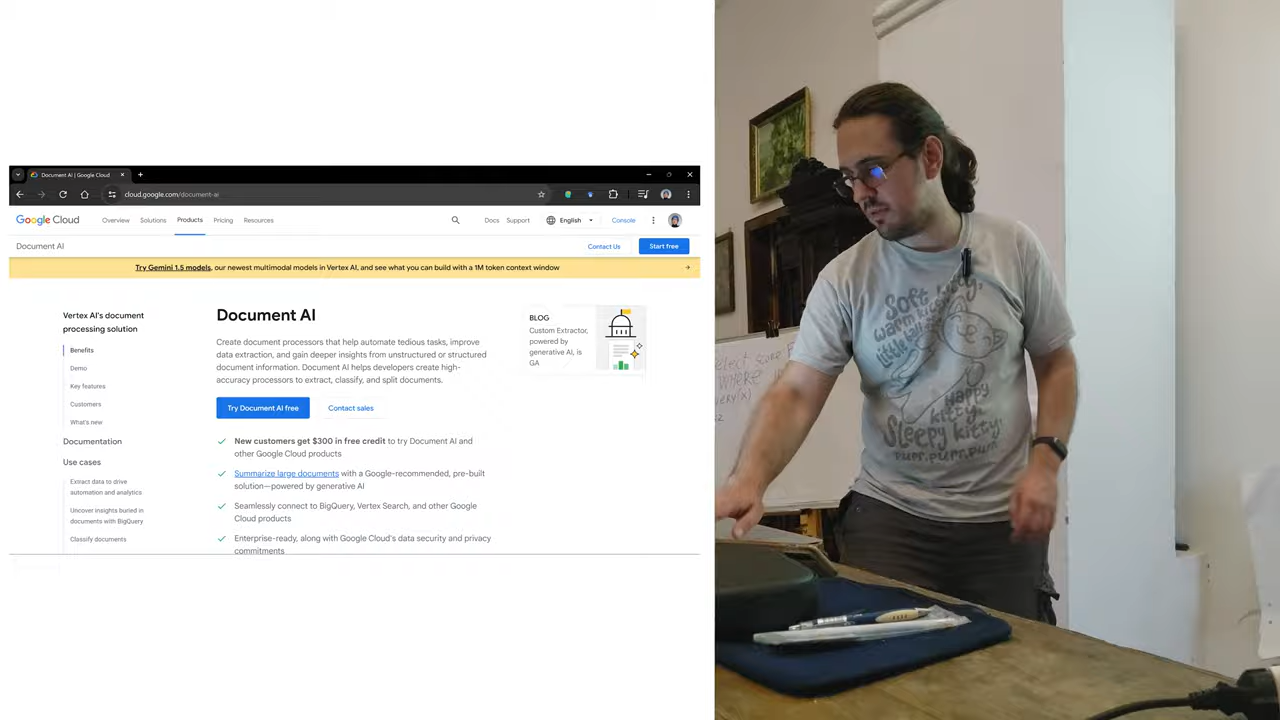 Document AI | Google Cloud
cloud.google.com/document-ai
Google Cloud
Overview
Solutions
Products
Pricing
Resources
Docs
Support
English
Console
Document AI
Contact Us
Start free
Try Gemini 1.5 models, our newest multimodal models in Vertex AI, and see what you can build with a 1M token context window
Vertex AI's document
processing solution
Benefits
Demo
Key features
Customers
What's new
Documentation
Use cases
Extract data to drive
automation and analytics
Uncover insights buried in
documents with BigQuery
Classify documents
Document AI
Create document processors that help automate tedious tasks, improve
data extraction, and gain deeper insights from unstructured or structured
document information. Document AI helps developers create high-
accuracy processors to extract, classify, and split documents.
Try Document AI free
Contact sales
New customers get $300 in free credit to try Document AI and
other Google Cloud products
Summarize large documents with a Google-recommended, pre-built
solution—powered by generative AI
Seamlessly connect to BigQuery, Vertex Search, and other Google
Cloud products
Enterprise-ready, along with Google Cloud's data security and privacy
commitments
BLOG
Custom Extractor,
powered by
generative AI, is
GA
Soft kitty,
warm kitty,
little ball
Happy
kitty,
Sleepy kitty,
purr, purr, purr